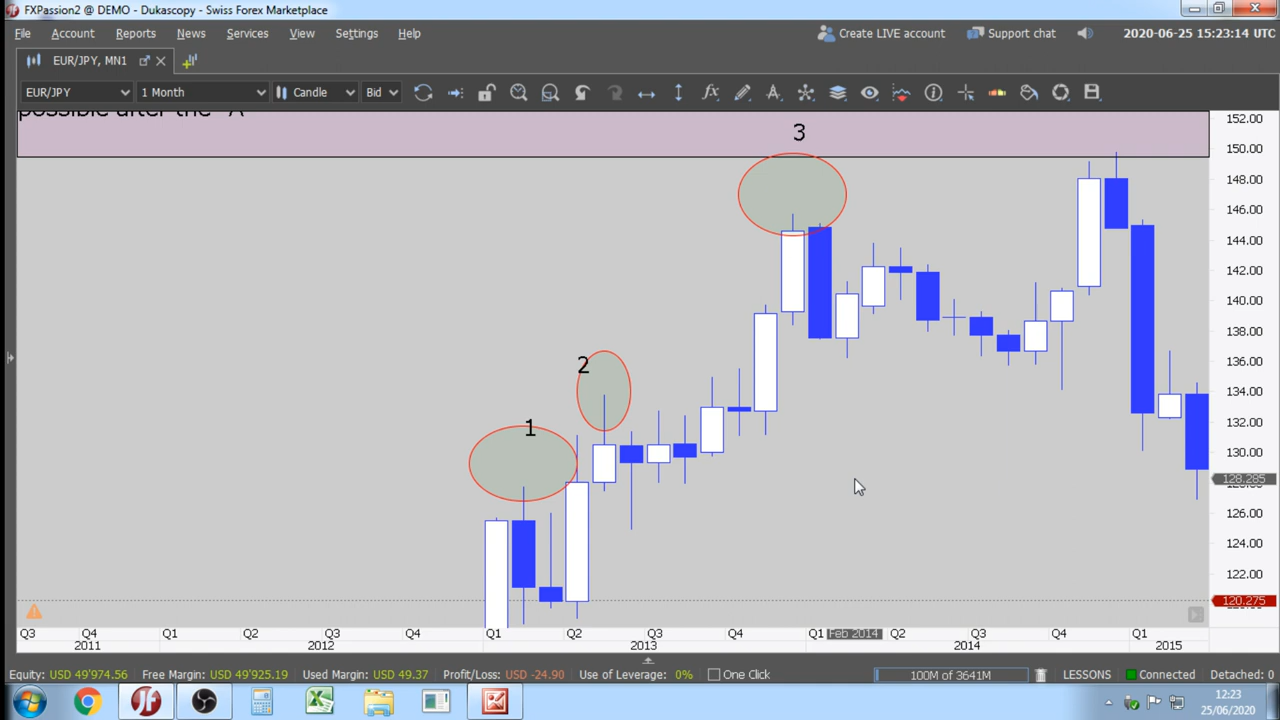 FXPassion2 @ DEMO - Dukascopy - Swiss Forex Marketplace
File Account Reports News Services View Settings Help Create LIVE account Support chat 2020-06-25 15:23:14 UTC
EUR/JPY, MN1
EUR/JPY 1 Month Candle Bid
possible after the "A"
3
2
1
152.00
150.00
148.00
146.00
144.00
142.00
140.00
138.00
136.00
134.00
132.00
130.00
128.285
126.00
124.00
122.00
120.275
Q3 Q4 Q1 Q2 Q3 Q4 Q1 Q2 Q3 Q4 Q1 Feb 2014 Q2 Q3 Q4 Q1
2011 2012 2013 2014 2015
Equity: USD 49'974.56 Free Margin: USD 49'925.19 Used Margin: USD 49.37 Profit/Loss: USD -24.90 Use of Leverage: 0% One Click 100M of 3641M LESSONS Connected Detached: 0
12:23
25/06/2020